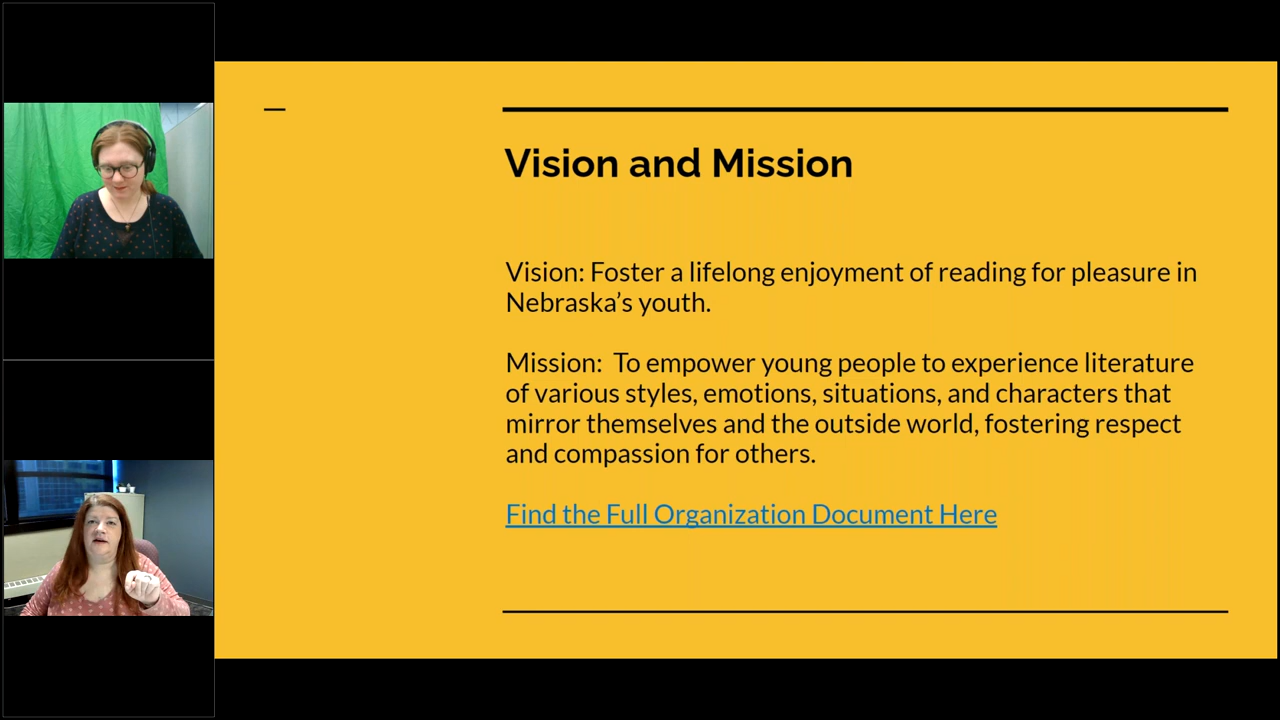 Vision and Mission
Vision: Foster a lifelong enjoyment of reading for pleasure in
Nebraska’s youth.
Mission:  To empower young people to experience literature
of various styles, emotions, situations, and characters that
mirror themselves and the outside world, fostering respect
and compassion for others.
Find the Full Organization Document Here